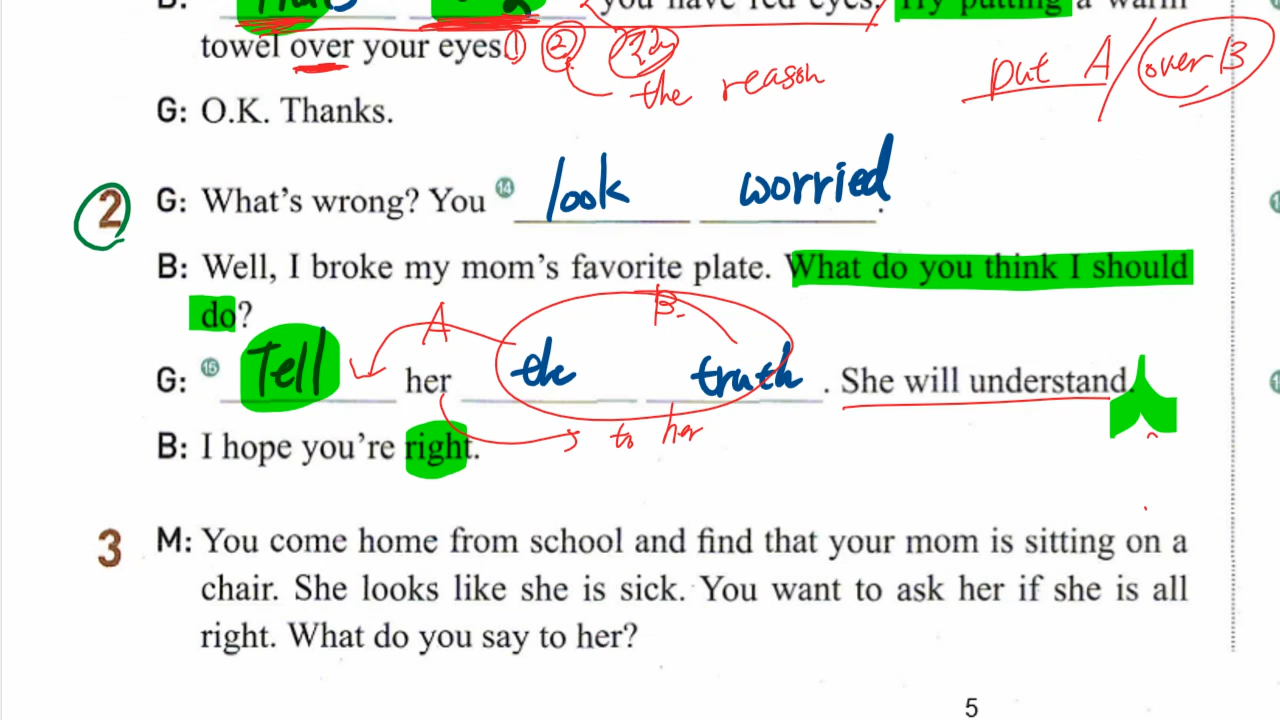 you have red eyes. Try putting a warm
towel over your eyes ① ②
the reason
put A / over B
G: O.K. Thanks.
2 G: What's wrong? You ⑭ look worried.
B: Well, I broke my mom's favorite plate. What do you think I should
do?
A B.
G: ⑮ Tell her the truth. She will understand.
to her
B: I hope you're right.
3 M: You come home from school and find that your mom is sitting on a
chair. She looks like she is sick. You want to ask her if she is all
right. What do you say to her?
5